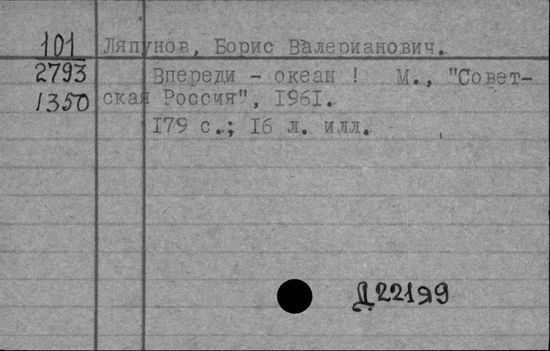 101 Ляпунов, Борис Валерианович.
2793 Впереди - океан ! М., "Совет-
1350 ская Россия", 1961.
179 с.; 16 л. илл.
Д22199